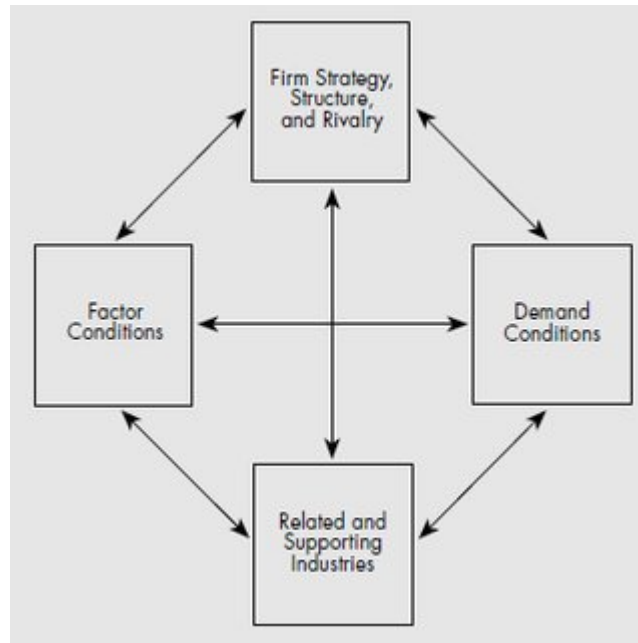 Firm Strategy,
Structure,
and Rivalry
Factor
Conditions
Demand
Conditions
Related and
Supporting
Industries